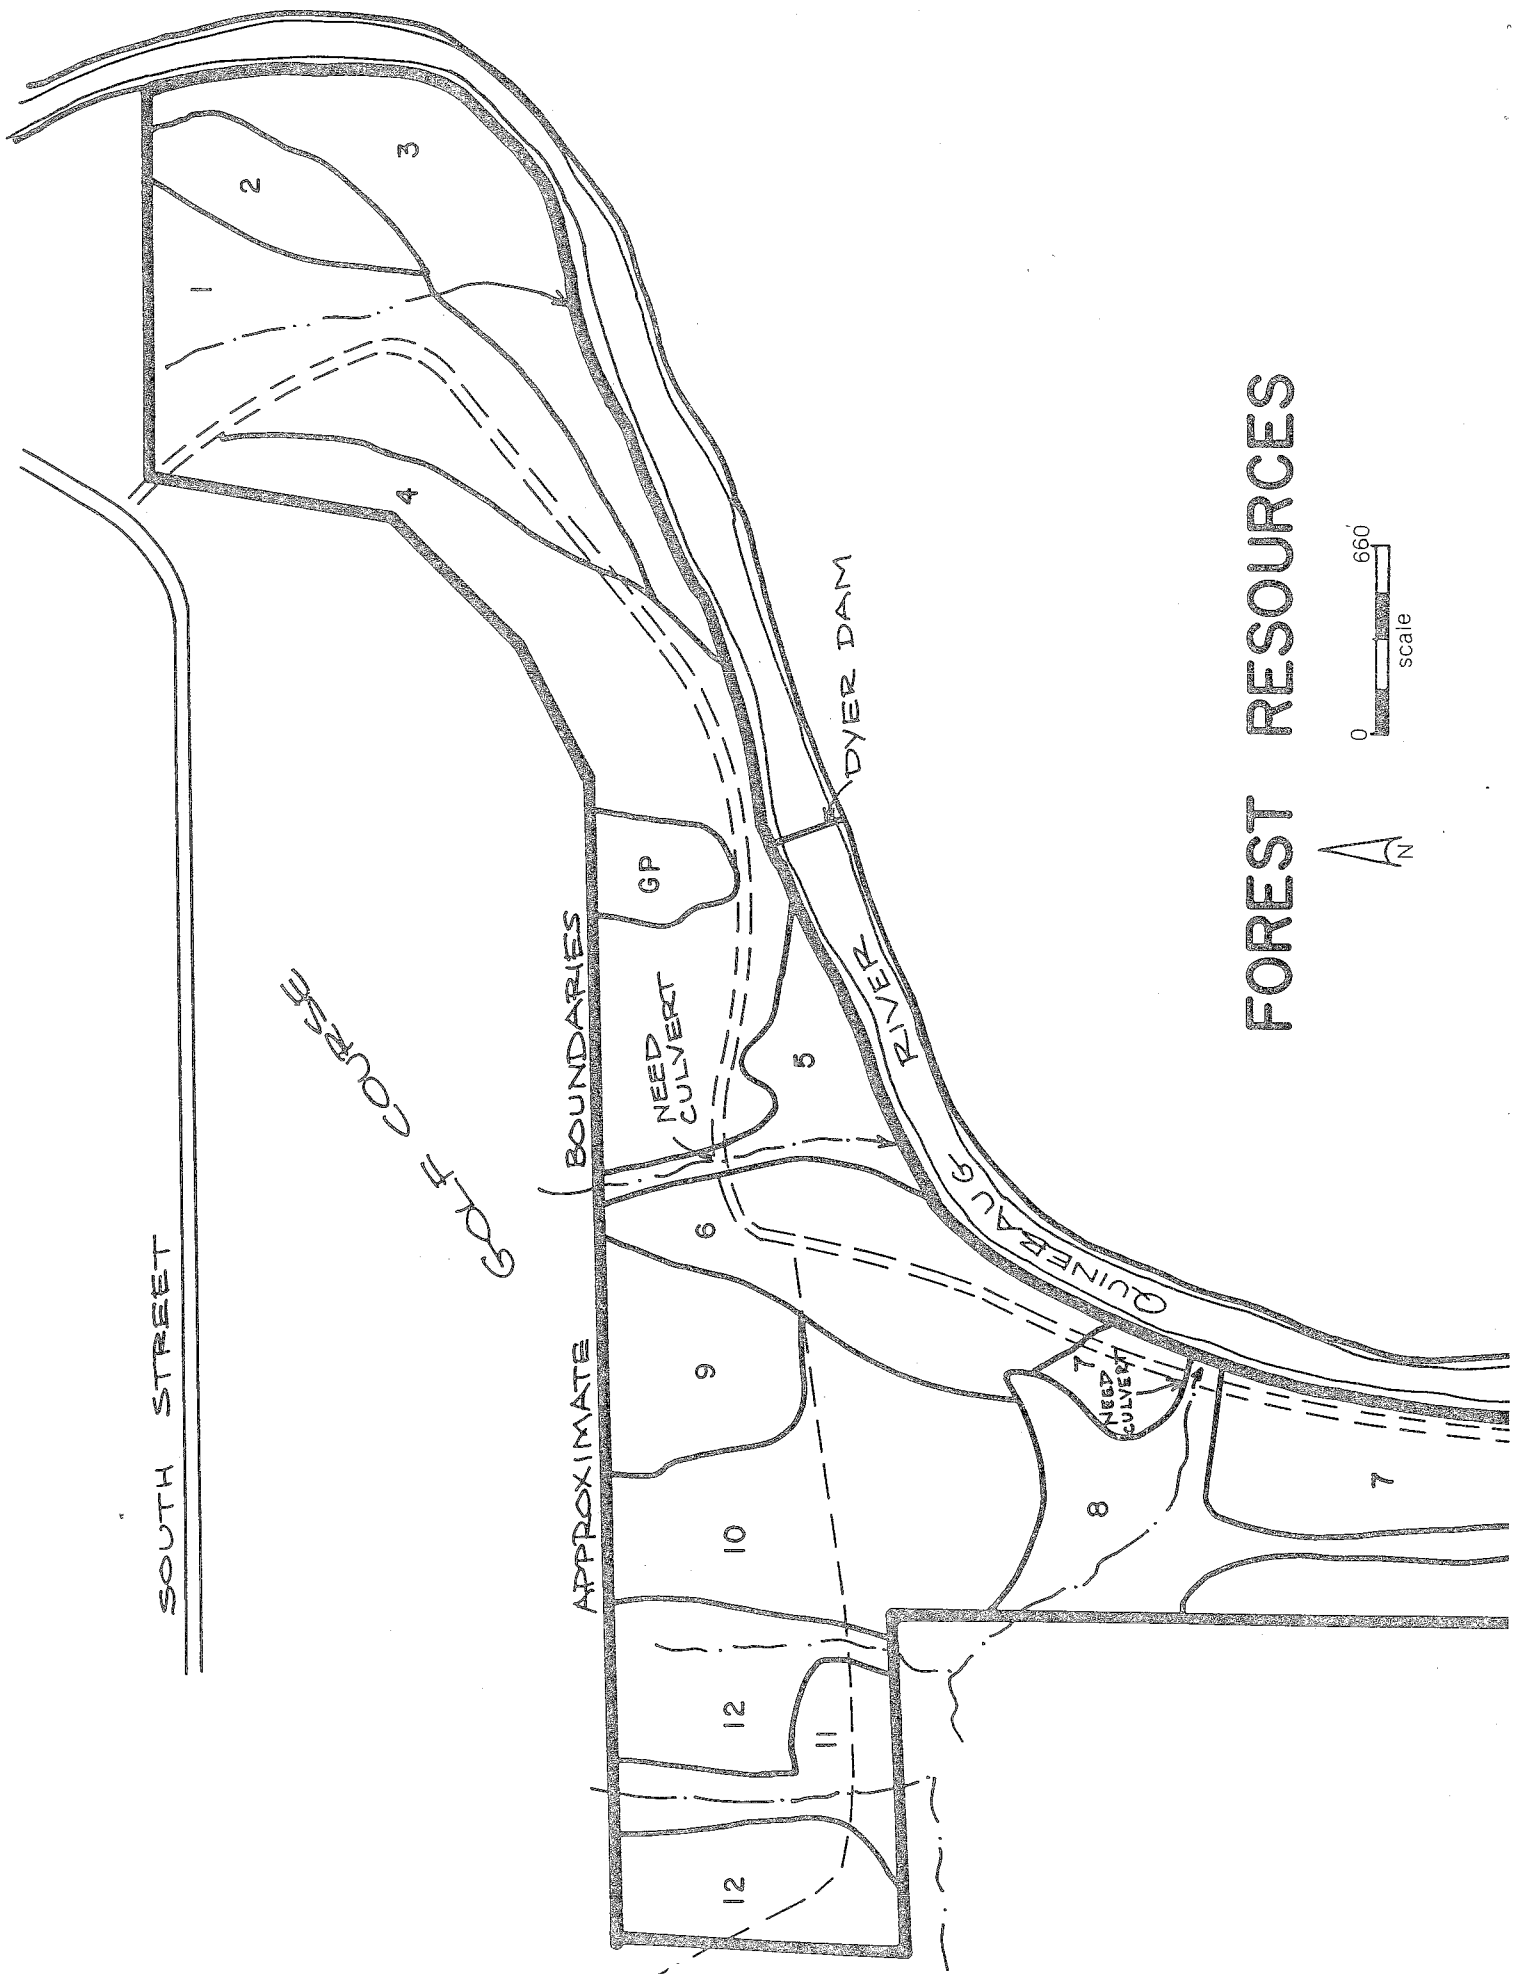 SOUTH STREET
GOLF COURSE
APPROXIMATE BOUNDARIES
1
2
3
4
GP
NEED
CULVERT
5
6
9
10
12
12
11
7
NEED
CULVERT
8
7
QUINEBAUG RIVER
DYER DAM
FOREST RESOURCES
N
0 660'
scale